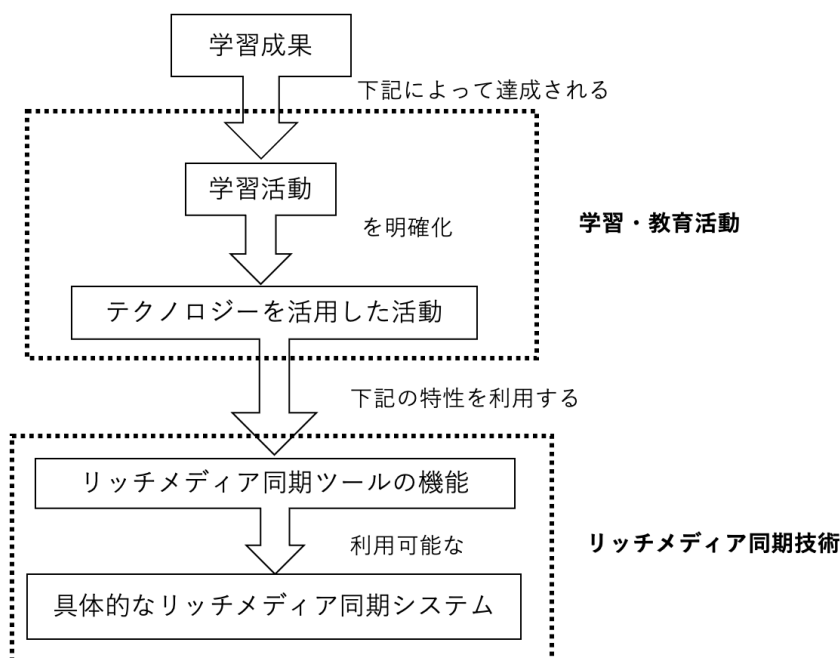 学習成果
下記によって達成される
学習活動
を明確化
学習・教育活動
テクノロジーを活用した活動
下記の特性を利用する
リッチメディア同期ツールの機能
利用可能な
リッチメディア同期技術
具体的なリッチメディア同期システム